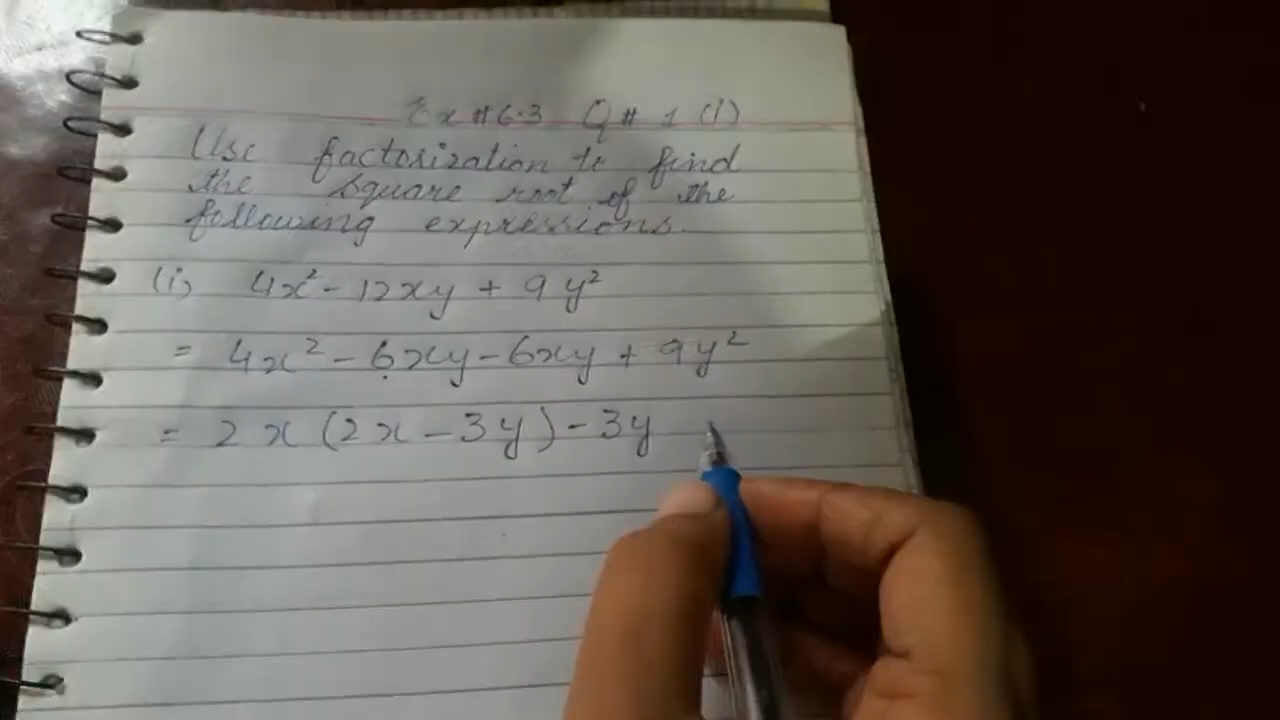 Ex # 6.3 Q # 1 (i)
Use factorization to find
the square root of the
following expressions.
(i) 4x² - 12xy + 9y²
= 4x² - 6xy - 6xy + 9y²
= 2x (2x - 3y) - 3y